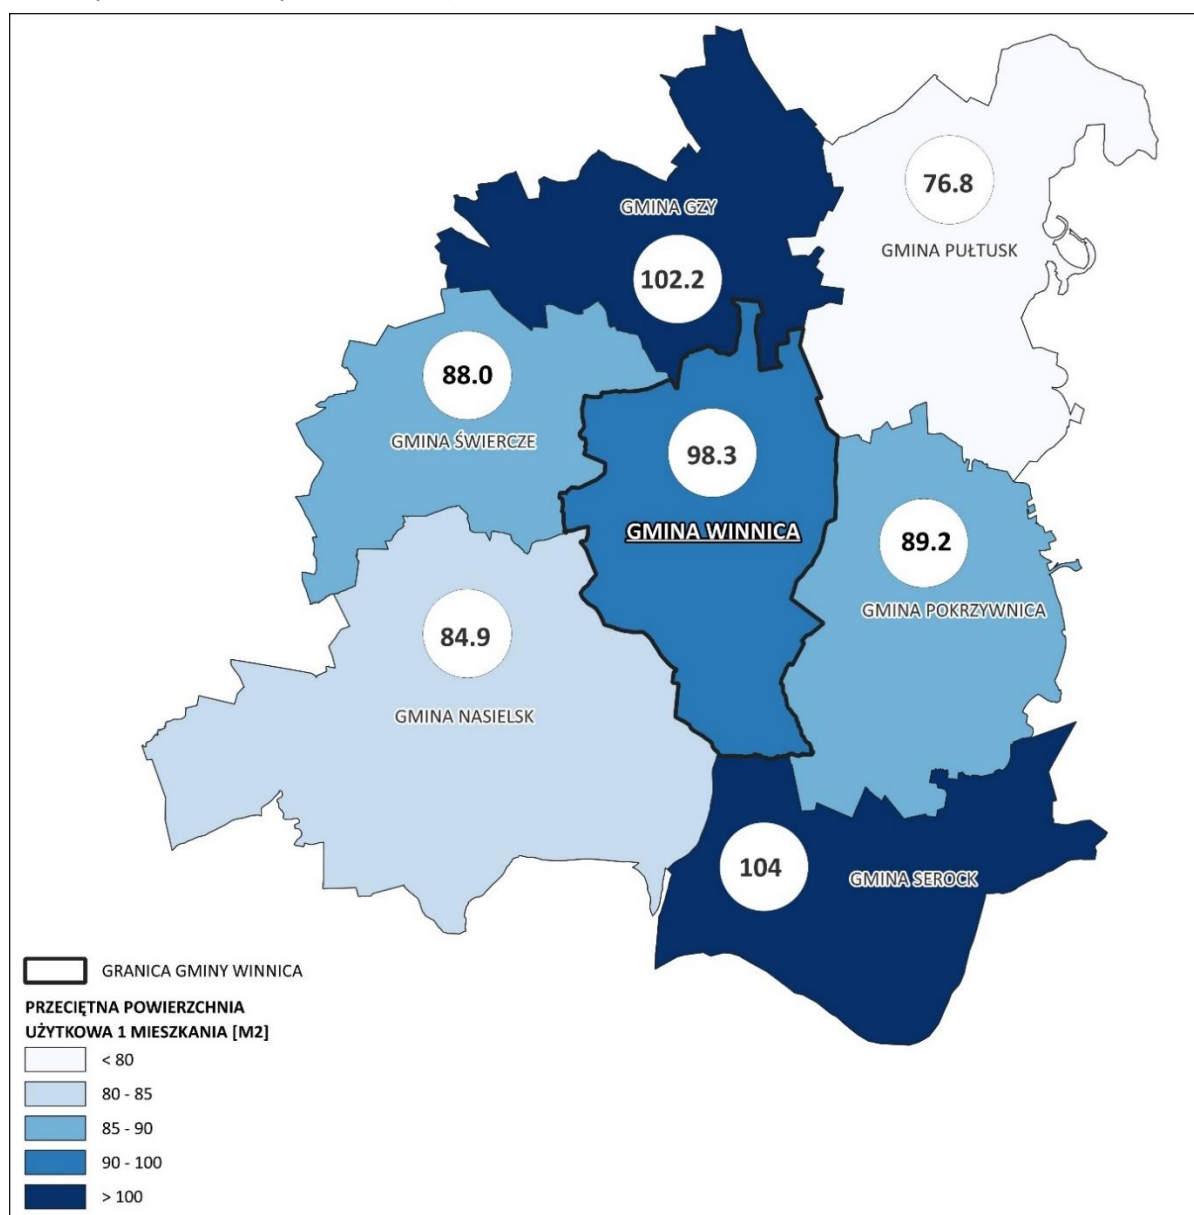 76.8
GMINA GZY
GMINA PUŁTUSK
102.2
88.0
GMINA ŚWIERCZE
98.3
GMINA WINNICA
89.2
GMINA POKRZYWNICA
84.9
GMINA NASIELSK
104
GMINA SEROCK
GRANICA GMINY WINNICA
PRZECIĘTNA POWIERZCHNIA
UŻYTKOWA 1 MIESZKANIA [M2]
< 80
80 - 85
85 - 90
90 - 100
> 100